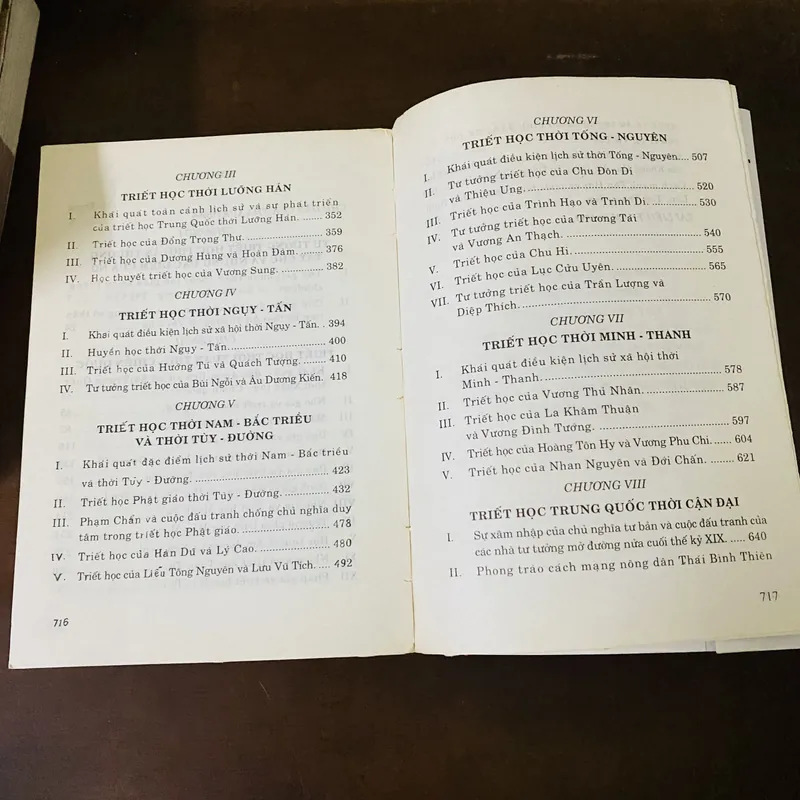 CHƯƠNG III
TRIẾT HỌC THỜI LƯỠNG HÁN
I. Khái quát toàn cảnh lịch sử và sự phát triển
của triết học Trung Quốc thời Lưỡng Hán. ....... 352
II. Triết học của Đổng Trọng Thư. ........................ 359
III. Triết học của Dương Hùng và Hoàn Đàm. ........ 376
IV. Học thuyết triết học của Vương Sung. .............. 382
CHƯƠNG IV
TRIẾT HỌC THỜI NGỤY - TẤN
I. Khái quát điều kiện lịch sử xã hội thời Ngụy - Tấn. . 394
II. Huyền học thời Ngụy - Tấn. ............................. 400
III. Triết học của Hướng Tú và Quách Tượng. ......... 410
IV. Tư tưởng triết học của Bùi Ngỗi và Âu Dương Kiến. 418
CHƯƠNG V
TRIẾT HỌC THỜI NAM - BẮC TRIỀU
VÀ THỜI TÙY - ĐƯỜNG
I. Khái quát đặc điểm lịch sử thời Nam - Bắc triều
và thời Tùy - Đường. ........................................ 423
II. Triết học Phật giáo thời Tùy - Đường. .............. 432
III. Phạm Chẩn và cuộc đấu tranh chống chủ nghĩa duy
tâm trong triết học Phật giáo. ........................... 478
IV. Triết học của Hàn Dũ và Lý Cao. ..................... 480
V. Triết học của Liễu Tông Nguyên và Lưu Vũ Tích. ... 492
716
CHƯƠNG VI
TRIẾT HỌC THỜI TỐNG - NGUYÊN
I. Khái quát điều kiện lịch sử thời Tống - Nguyên. ... 507
II. Tư tưởng triết học của Chu Đôn Di
và Thiệu Ung. .................................................. 520
III. Triết học của Trình Hạo và Trình Di. ............... 530
IV. Tư tưởng triết học của Trương Tái
và Vương An Thạch. ......................................... 540
V. Triết học của Chu Hi. ...................................... 555
VI. Triết học của Lục Cửu Uyên. ............................ 565
VII. Tư tưởng triết học của Trần Lượng và
Diệp Thích. ...................................................... 570
CHƯƠNG VII
TRIẾT HỌC THỜI MINH - THANH
I. Khái quát điều kiện lịch sử xã hội thời
Minh - Thanh. .................................................. 578
II. Triết học của Vương Thủ Nhân. ....................... 587
III. Triết học của La Khâm Thuận
và Vương Đình Tướng. ...................................... 597
IV. Triết học của Hoàng Tôn Hy và Vương Phu Chi. ... 604
V. Triết học của Nhan Nguyên và Đới Chấn. ........ 621
CHƯƠNG VIII
TRIẾT HỌC TRUNG QUỐC THỜI CẬN ĐẠI
I. Sự xâm nhập của chủ nghĩa tư bản và cuộc đấu tranh của
các nhà tư tưởng mở đường nửa cuối thế kỷ XIX. ..... 640
II. Phong trào cách mạng nông dân Thái Bình Thiên
717